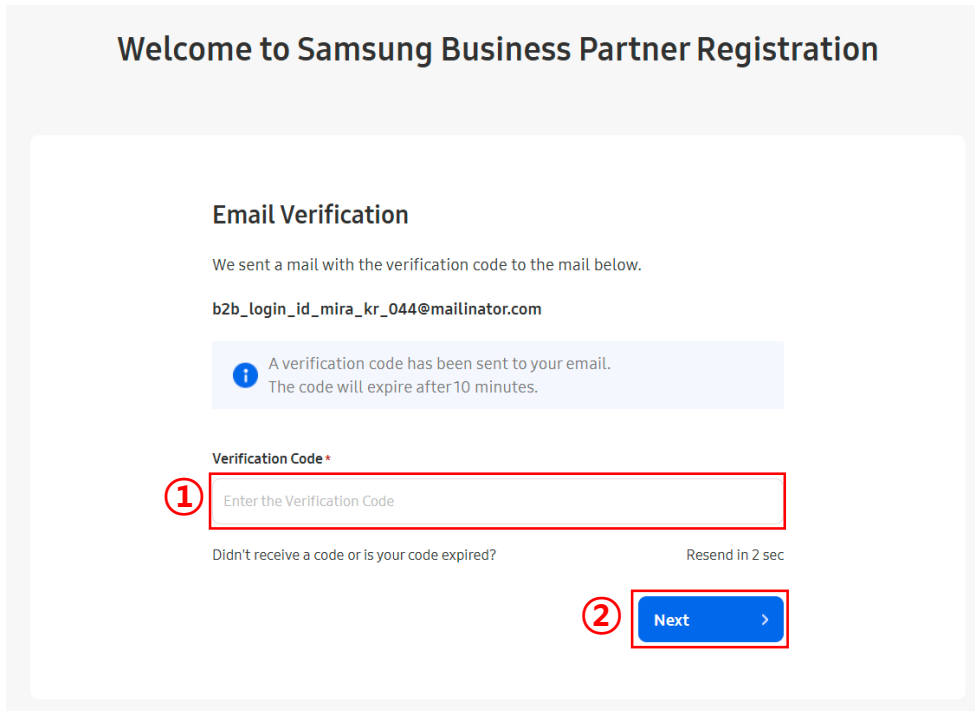 Welcome to Samsung Business Partner Registration
Email Verification
We sent a mail with the verification code to the mail below.
b2b_login_id_mira_kr_044@mailinator.com
A verification code has been sent to your email.
The code will expire after 10 minutes.
Verification Code *
① Enter the Verification Code
Didn't receive a code or is your code expired? Resend in 2 sec
② Next >